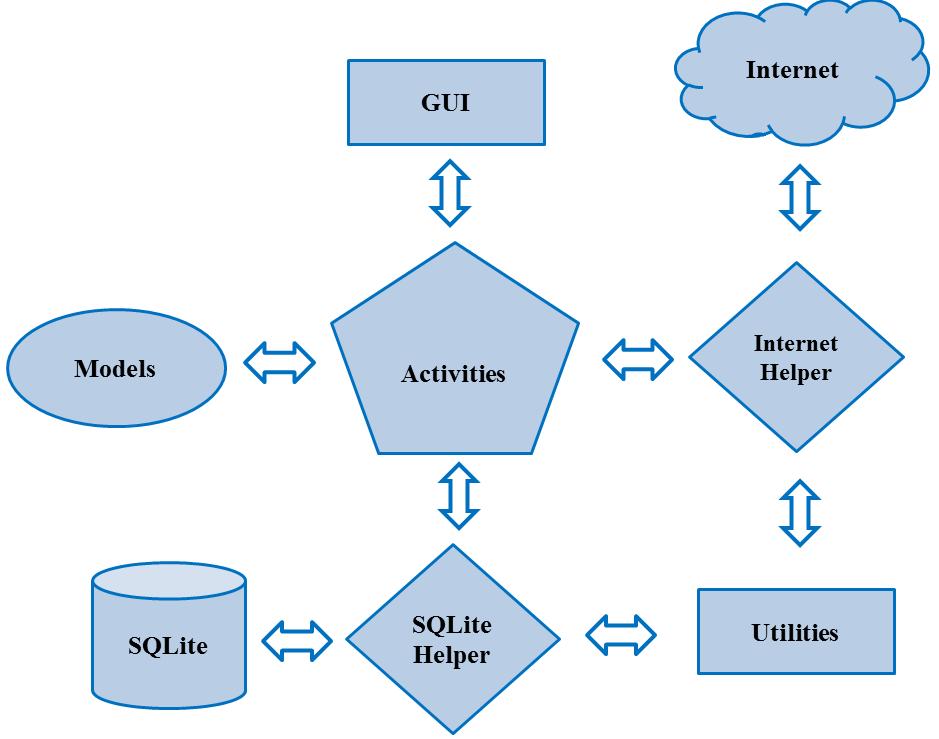 GUI
Internet
Models
Activities
Internet
Helper
SQLite
SQLite
Helper
Utilities